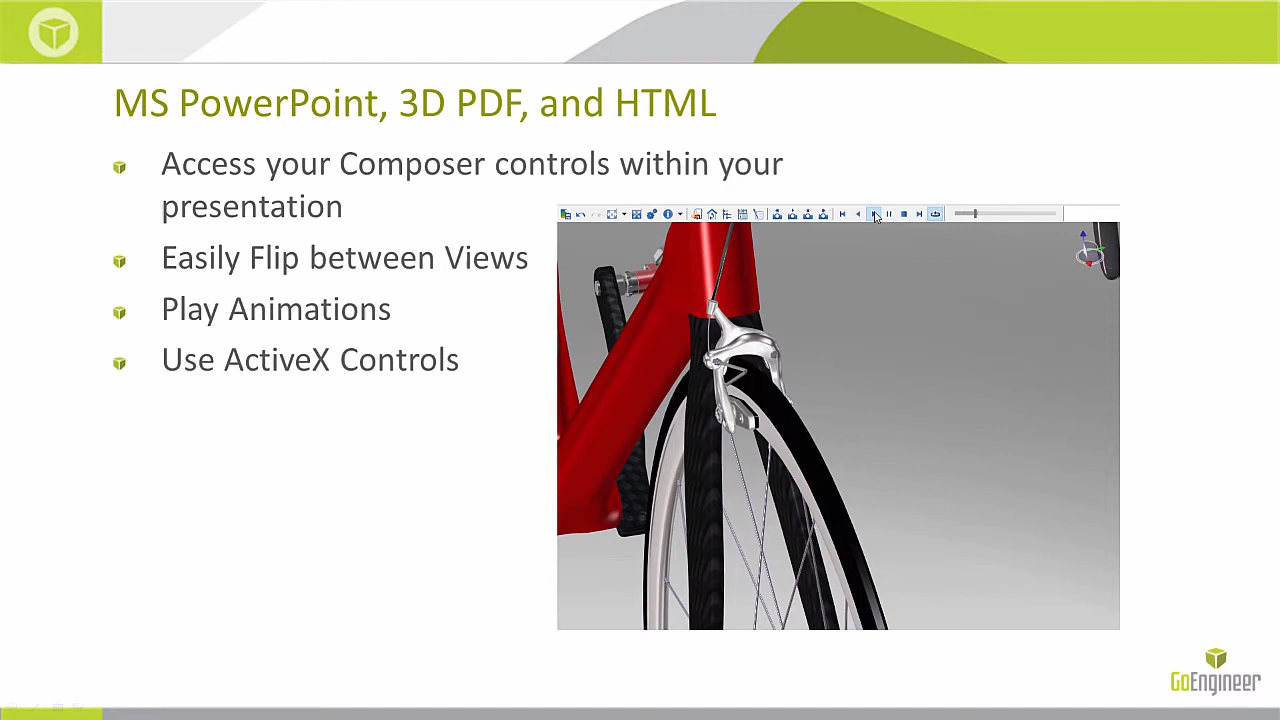 MS PowerPoint, 3D PDF, and HTML
Access your Composer controls within your
presentation
Easily Flip between Views
Play Animations
Use ActiveX Controls
GoEngineer